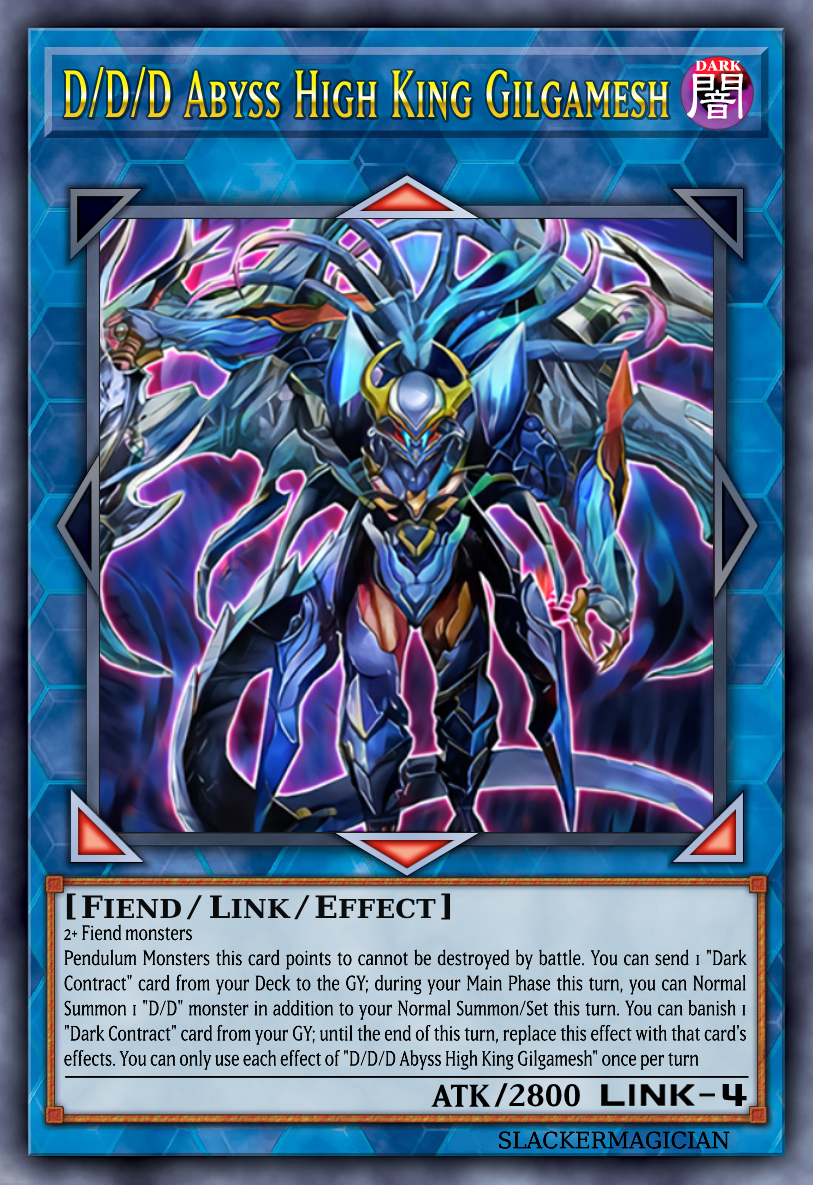 D/D/D Abyss High King Gilgamesh
DARK
闇
[Fiend/Link/Effect]
2+ Fiend monsters
Pendulum Monsters this card points to cannot be destroyed by battle. You can send 1 "Dark
Contract" card from your Deck to the GY; during your Main Phase this turn, you can Normal
Summon 1 "D/D" monster in addition to your Normal Summon/Set this turn. You can banish 1
"Dark Contract" card from your GY; until the end of this turn, replace this effect with that card's
effects. You can only use each effect of "D/D/D Abyss High King Gilgamesh" once per turn
ATK/2800 LINK-4
SLACKERMAGICIAN